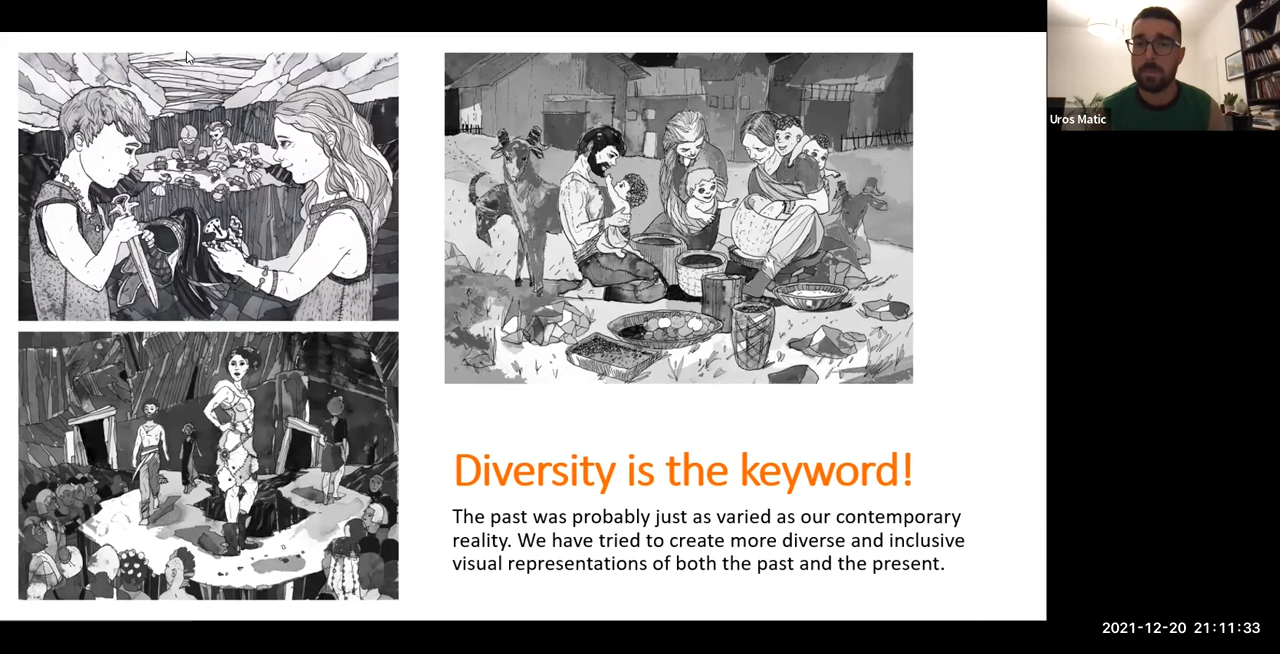 Uros Matic
Diversity is the keyword!
The past was probably just as varied as our contemporary
reality. We have tried to create more diverse and inclusive
visual representations of both the past and the present.
2021-12-20 21:11:33